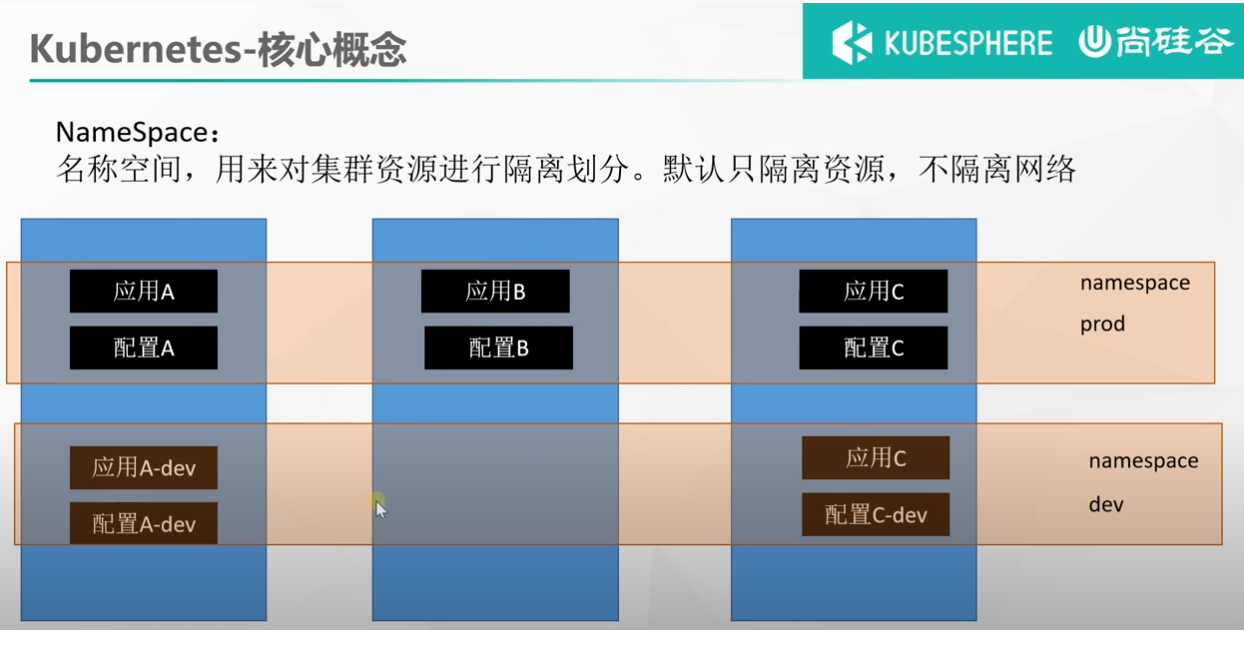 Kubernetes-核心概念
KUBESPHERE 尚硅谷
NameSpace：
名称空间，用来对集群资源进行隔离划分。默认只隔离资源，不隔离网络
应用A
应用B
应用C
namespace
配置A
配置B
配置C
prod
应用A-dev
应用C
namespace
配置A-dev
配置C-dev
dev